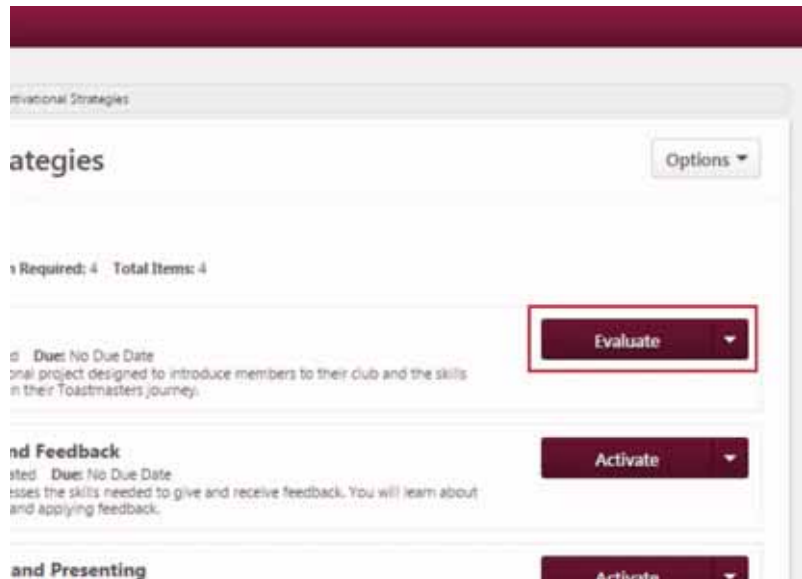 tivational Strategies
ategies
Options
n Required: 4 Total Items: 4
Evaluate
d Due: No Due Date
onal project designed to introduce members to their club and the skills
n their Toastmasters journey.
nd Feedback
Activate
ated Due: No Due Date
esses the skills needed to give and receive feedback. You will learn about
and applying feedback.
and Presenting
Activate